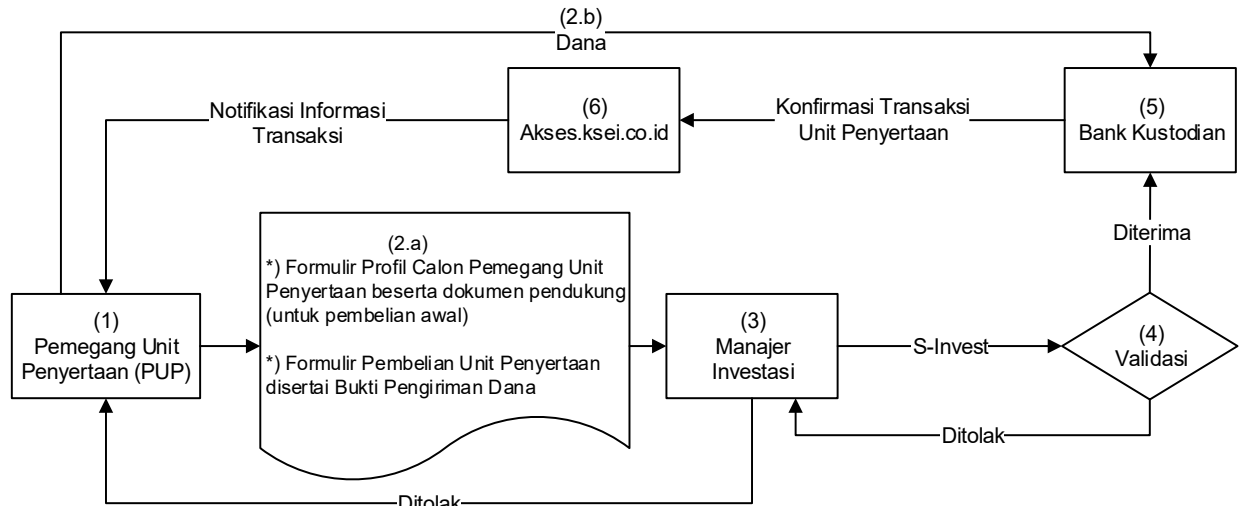 (2.b)
Dana
Notifikasi Informasi
Transaksi
(6)
Akses.ksei.co.id
Konfirmasi Transaksi
Unit Penyertaan
(5)
Bank Kustodian
Diterima
(1)
Pemegang Unit
Penyertaan (PUP)
(2.a)
*) Formulir Profil Calon Pemegang Unit
Penyertaan beserta dokumen pendukung
(untuk pembelian awal)
*) Formulir Pembelian Unit Penyertaan
disertai Bukti Pengiriman Dana
(3)
Manajer
Investasi
S-Invest
(4)
Validasi
Ditolak
Ditolak